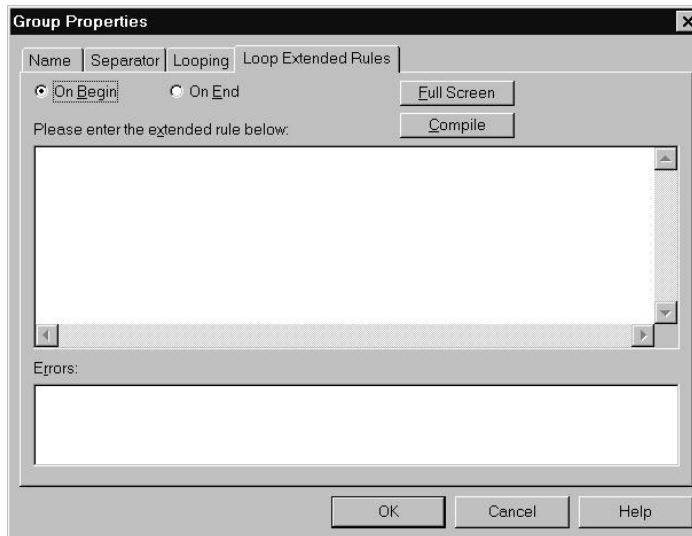 Group Properties
Name Separator Looping Loop Extended Rules
On Begin On End Full Screen
Please enter the extended rule below: Compile
Errors:
OK Cancel Help